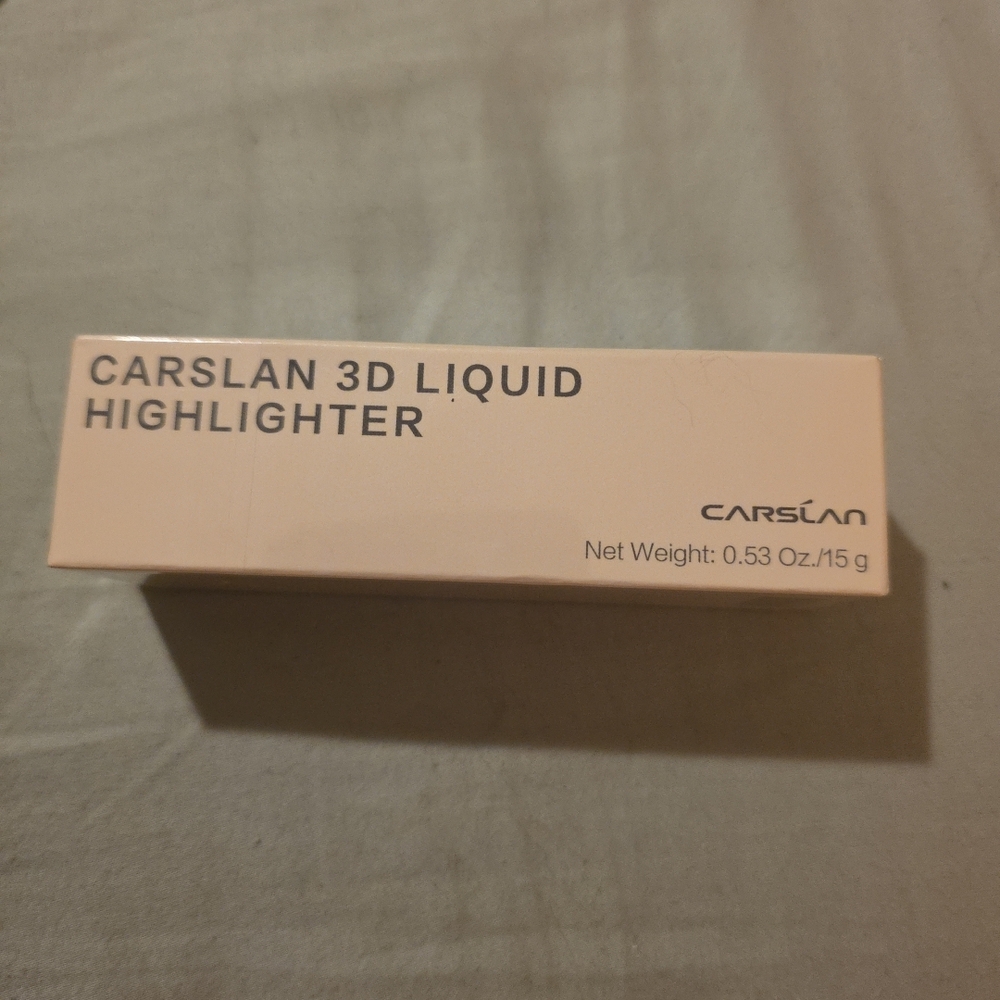 CARSLAN 3D LIQUID
HIGHLIGHTER
CARSLAN
Net Weight: 0.53 Oz./15 g